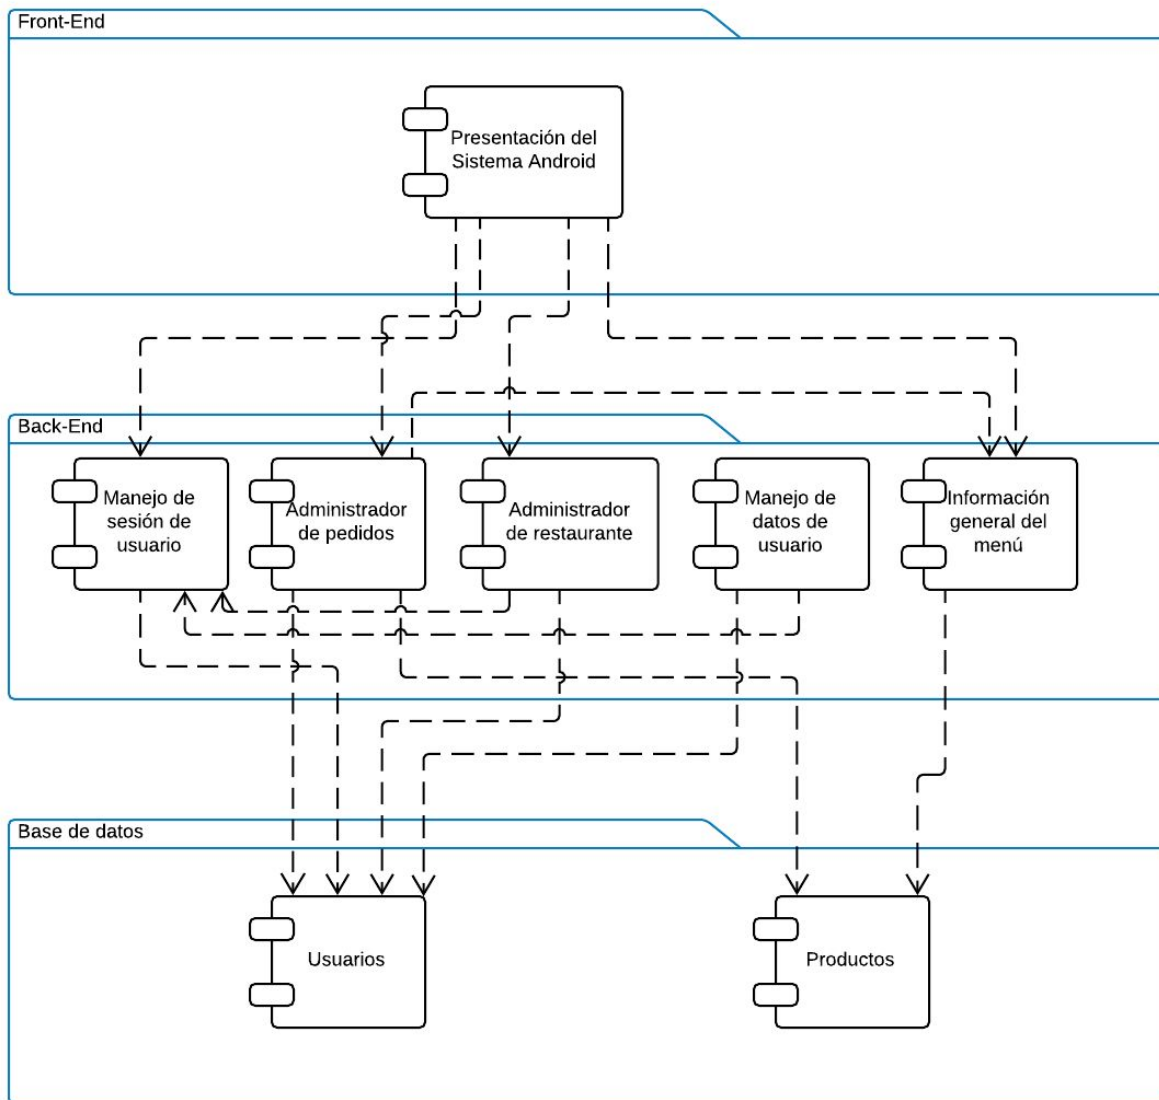 Front-End
Presentación del
Sistema Android
Back-End
Manejo de
sesión de
usuario
Administrador
de pedidos
Administrador
de restaurante
Manejo de
datos de
usuario
Información
general del
menú
Base de datos
Usuarios
Productos